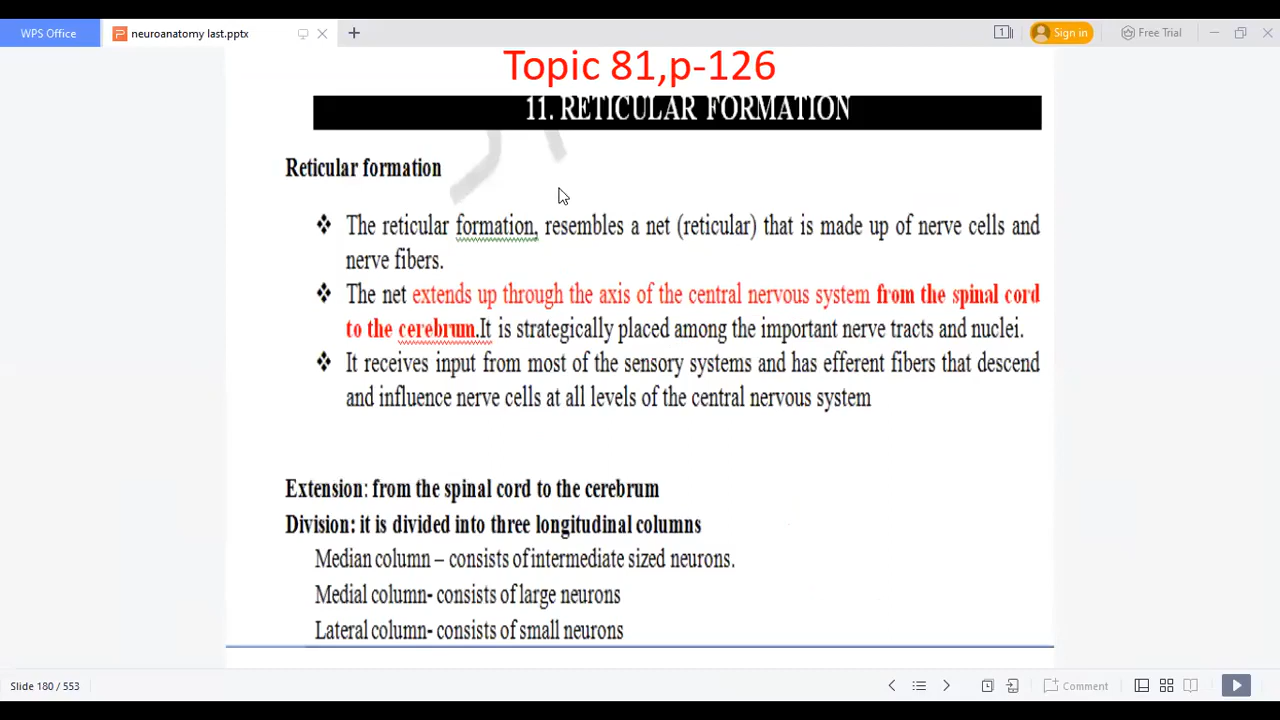 WPS Office
neuroanatomy last.pptx
Sign in
Free Trial
Topic 81,p-126
11. RETICULAR FORMATION
Reticular formation
❖ The reticular formation, resembles a net (reticular) that is made up of nerve cells and
nerve fibers.
❖ The net extends up through the axis of the central nervous system from the spinal cord
to the cerebrum.It is strategically placed among the important nerve tracts and nuclei.
❖ It receives input from most of the sensory systems and has efferent fibers that descend
and influence nerve cells at all levels of the central nervous system
Extension: from the spinal cord to the cerebrum
Division: it is divided into three longitudinal columns
Median column – consists of intermediate sized neurons.
Medial column- consists of large neurons
Lateral column- consists of small neurons
Slide 180 / 553
Comment